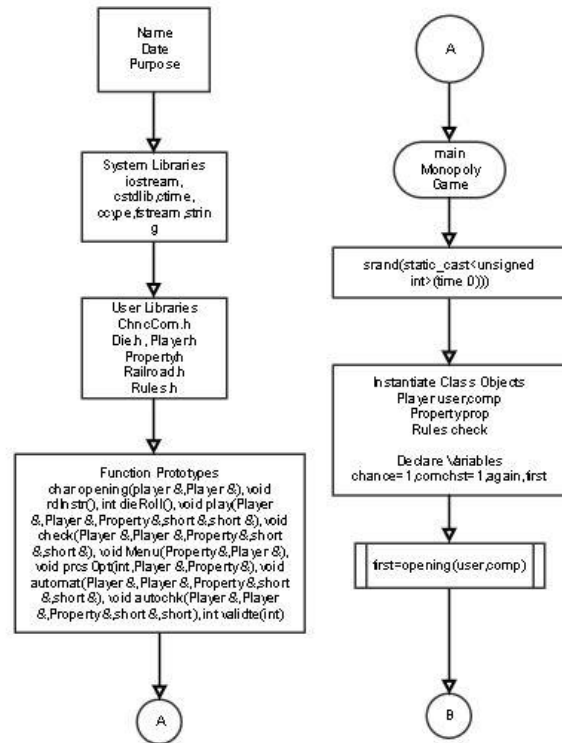 Name
Date
Purpose
System Libraries
iostream,
cstdlib,ctime,
ccype,fstream,strin
g
User Libraries
ChncCom.h
Die.h, Player.h
Property.h
Railroad.h
Rules.h
Function Prototypes
char opening(player &,Player &), void
rdInstr(), int dieRoll(), void play(Player
&,Player &,Property &,short &,short &), void
check(Player &,Player &,Property &,short
&,short &), void Menu(Property &,Player &),
void prcsOpt(int,Player &,Property &), void
automat(Player &,Player &,Property &,short
&,short &), void autochk(Player &,Player
&,Property &,short &,short), int validte(int)
A
A
main
Monopoly
Game
srand(static_cast<unsigned
int>(time 0)))
Instantiate Class Objects
Player user,comp
Property prop
Rules check
Declare Variables
chance=1,comchst=1,again,first
first=opening(user,comp)
B